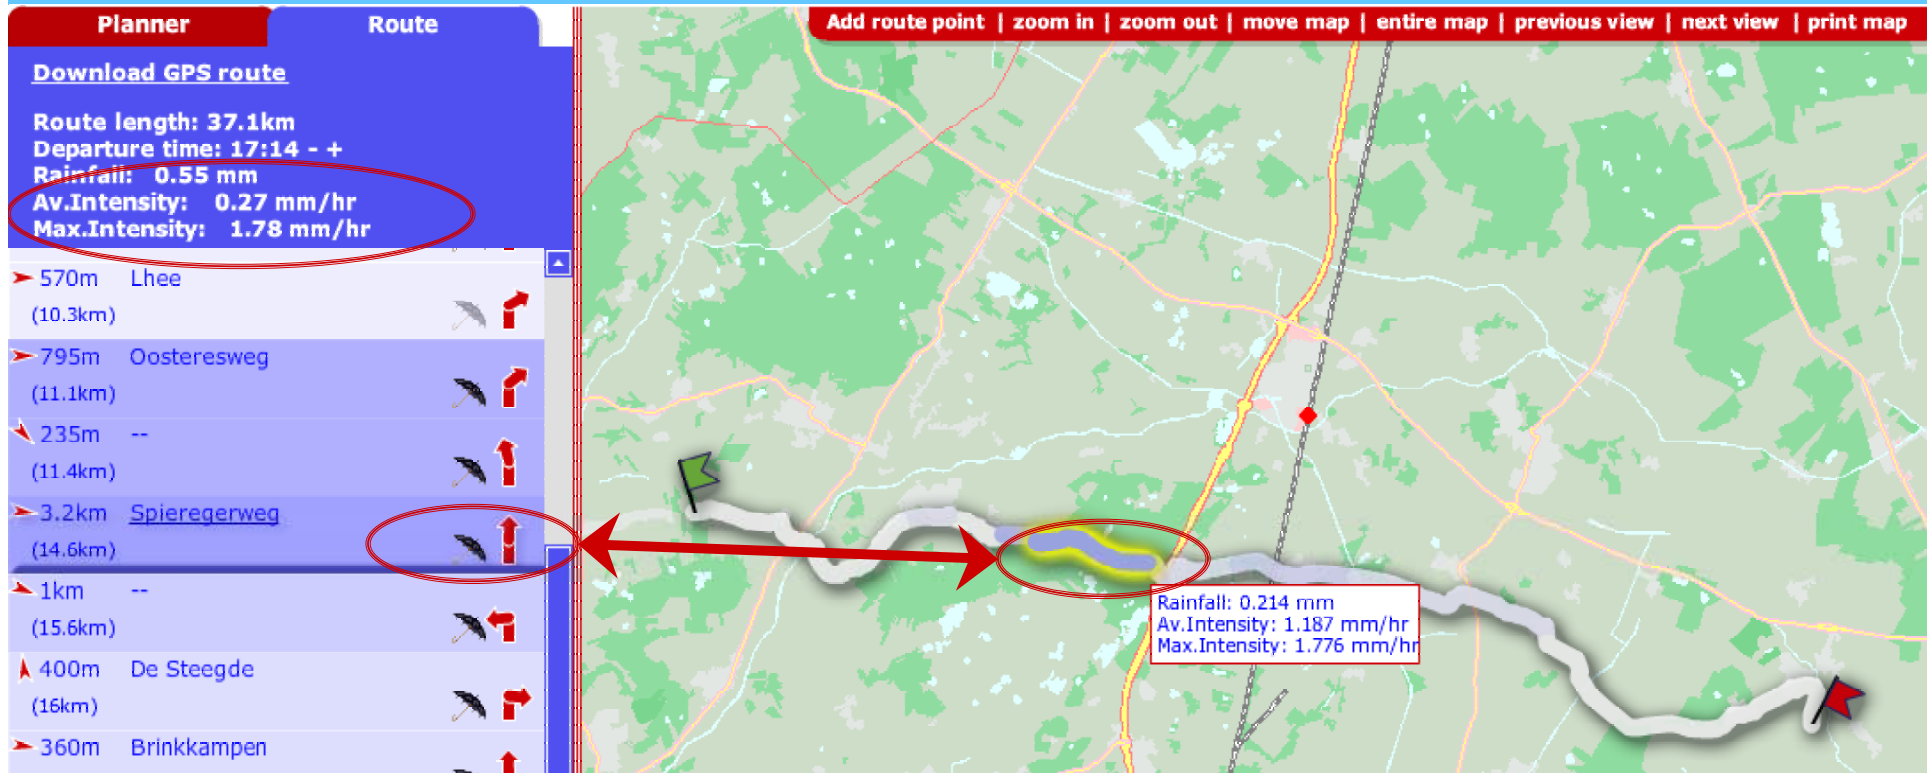 Planner
Route
Add route point | zoom in | zoom out | move map | entire map | previous view | next view | print map
Download GPS route
Route length: 37.1km
Departure time: 17:14 - +
Rainfall: 0.55 mm
Av.Intensity: 0.27 mm/hr
Max.Intensity: 1.78 mm/hr
570m Lhee
(10.3km)
795m Oosteresweg
(11.1km)
235m --
(11.4km)
3.2km Spieregerweg
(14.6km)
1km --
(15.6km)
400m De Steegde
(16km)
360m Brinkkampen
Rainfall: 0.214 mm
Av.Intensity: 1.187 mm/hr
Max.Intensity: 1.776 mm/hr